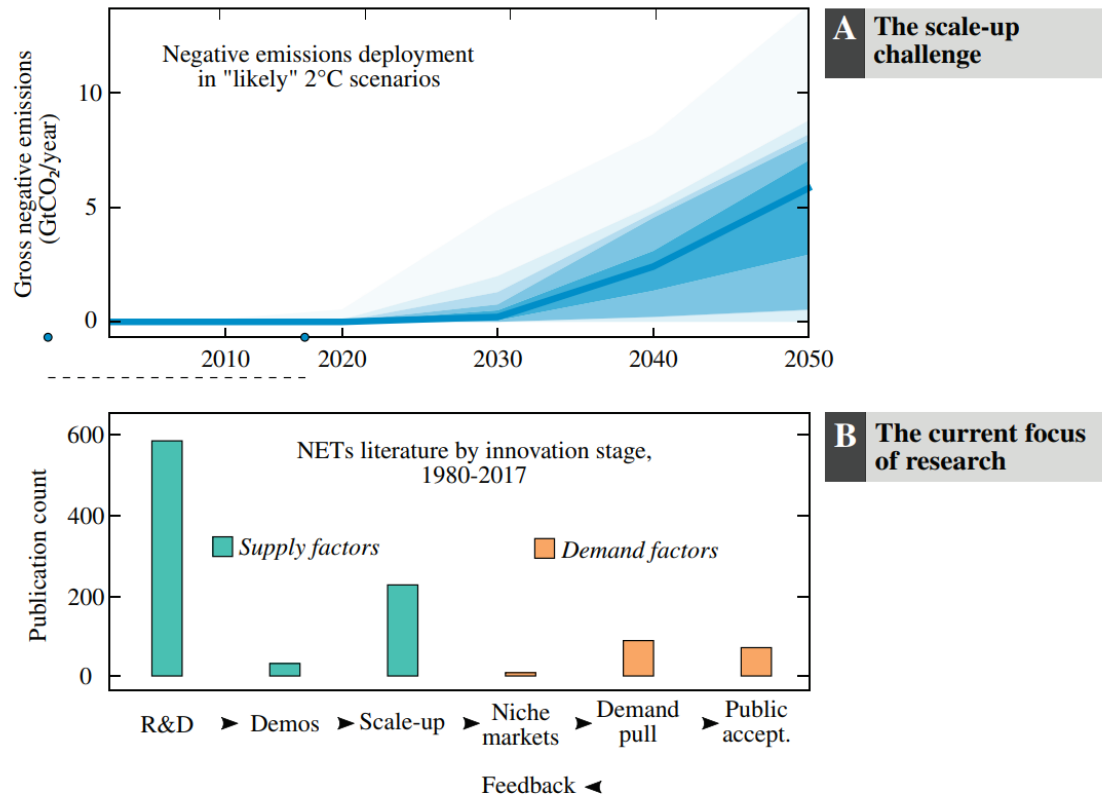 Negative emissions deployment
in "likely" 2°C scenarios
Gross negative emissions
(GtCO₂/year)
10
5
0
2010
2020
2030
2040
2050
A
The scale-up
challenge
NETs literature by innovation stage,
1980-2017
Publication count
600
400
200
0
Supply factors
Demand factors
R&D
➤ Demos
➤ Scale-up
➤ Niche
markets
➤ Demand
pull
➤ Public
accept.
Feedback ⮜
B
The current focus
of research